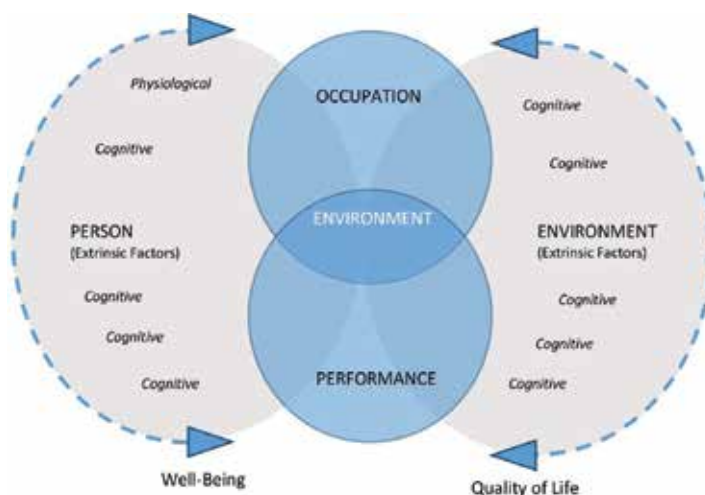 Physiological
Cognitive
PERSON
(Extrinsic Factors)
Cognitive
Cognitive
Cognitive
Well-Being
OCCUPATION
ENVIRONMENT
PERFORMANCE
Cognitive
Cognitive
ENVIRONMENT
(Extrinsic Factors)
Cognitive
Cognitive
Cognitive
Quality of Life